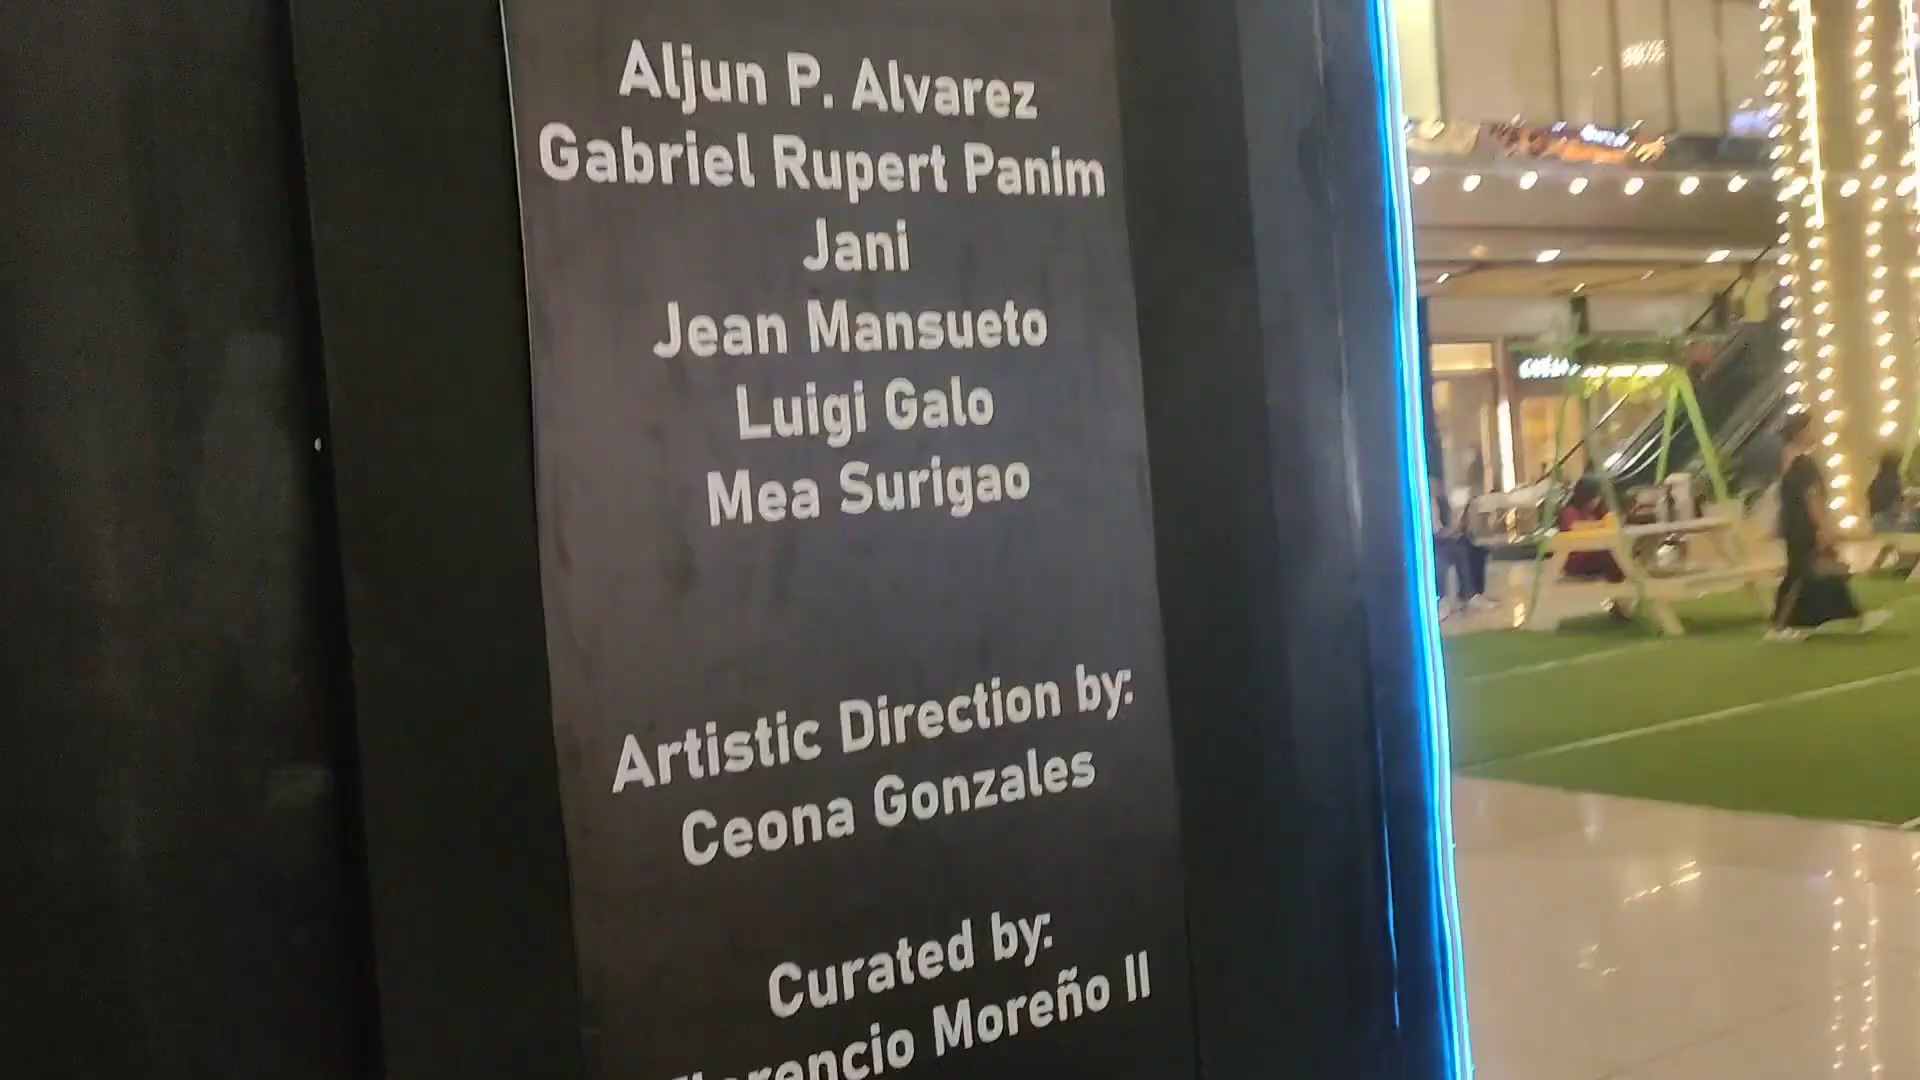 Aljun P. Alvarez
Gabriel Rupert Panim
Jani
Jean Mansueto
Luigi Galo
Mea Surigao
Artistic Direction by:
Ceona Gonzales
Curated by:
Moreño II